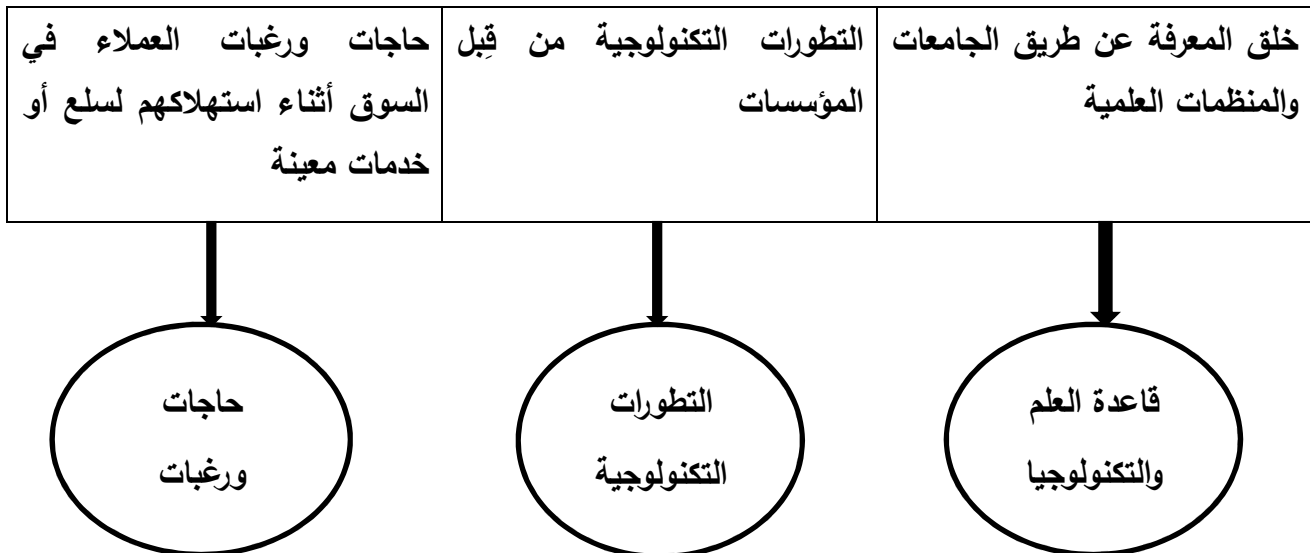 خلق المعرفة عن طريق الجامعات
والمنظمات العلمية
التطورات التكنولوجية من قِبل
المؤسسات
حاجات ورغبات العملاء في
السوق أثناء استهلاكهم لسلع أو
خدمات معينة
قاعدة العلم
والتكنولوجيا
التطورات
التكنولوجية
حاجات
ورغبات